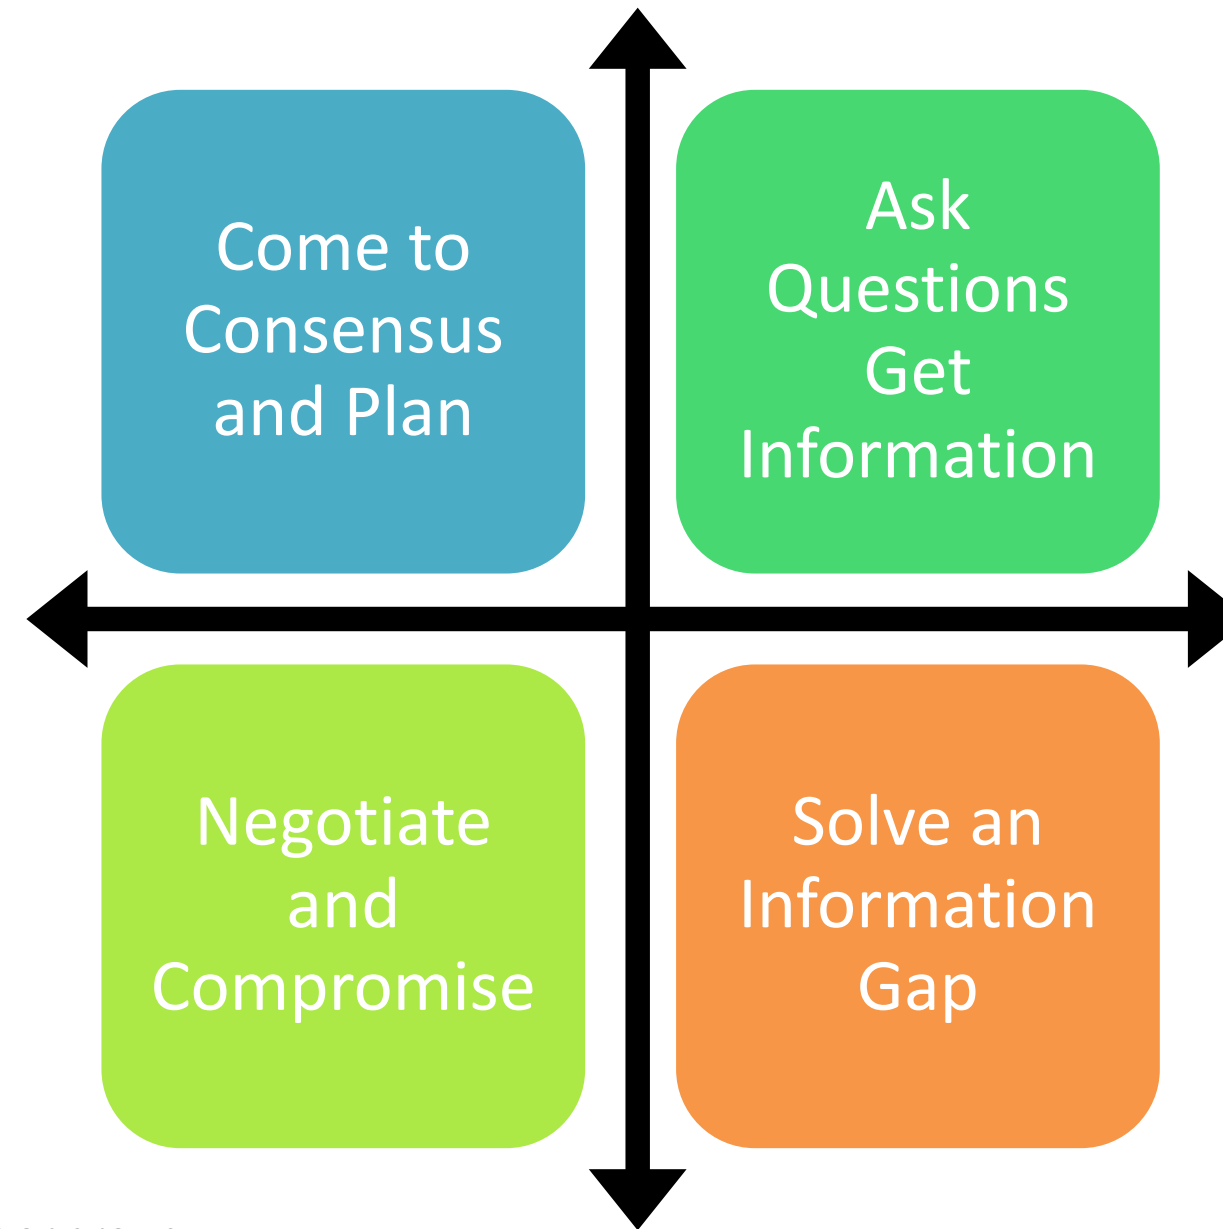 Come to
Consensus
and Plan
Ask
Questions
Get
Information
Negotiate
and
Compromise
Solve an
Information
Gap